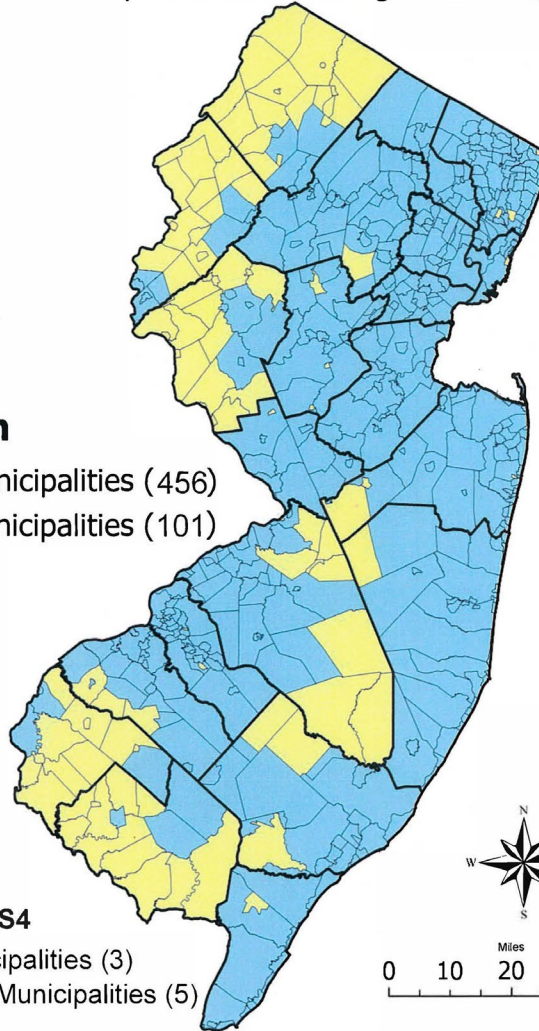 n
nicipalities (456)
nicipalities (101)
N
W
S
S4
cipalities (3)
Municipalities (5)
Miles
0 10 20